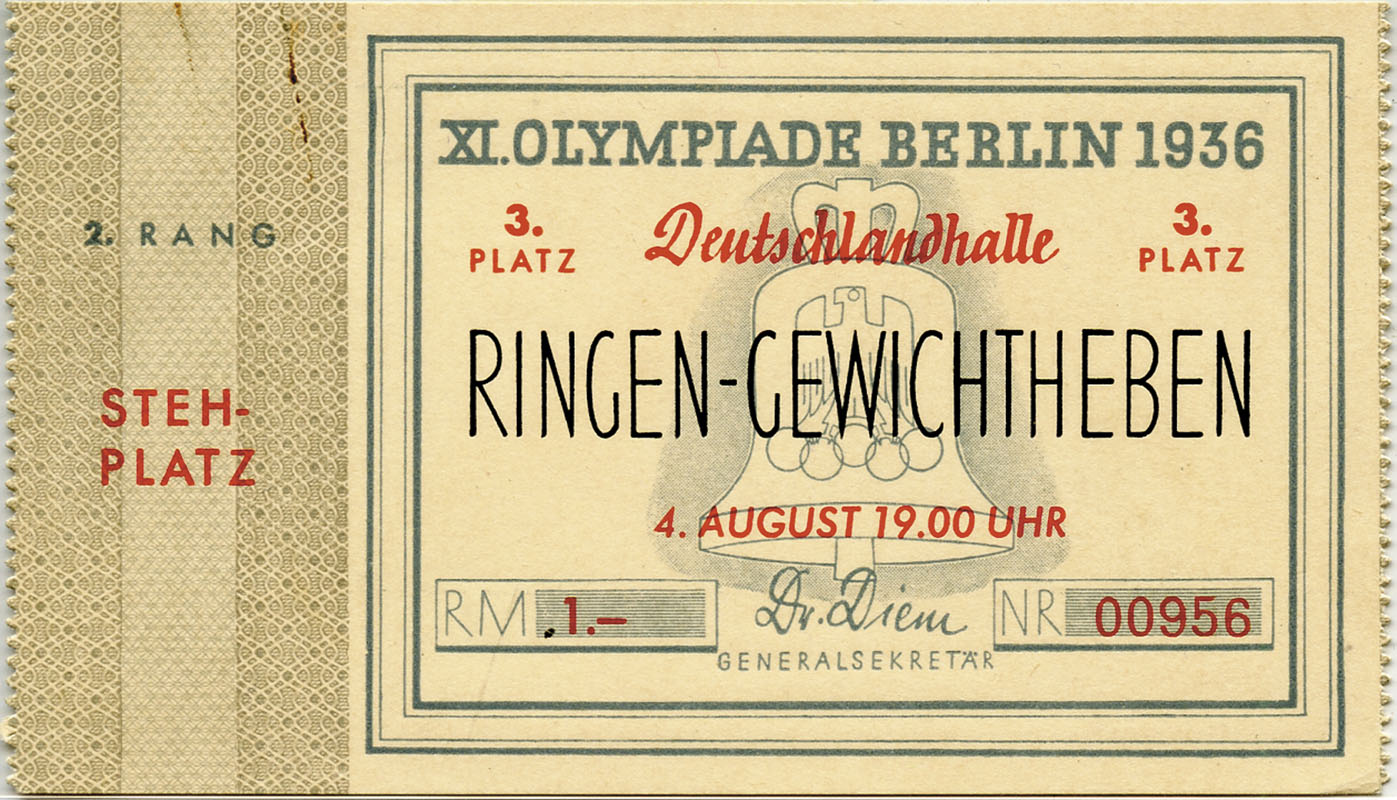 2. RANG
STEH-
PLATZ
XI. OLYMPIADE BERLIN 1936
3.
PLATZ
Deutschlandhalle
3.
PLATZ
RINGEN-GEWICHTHEBEN
4. AUGUST 19.00 UHR
RM 1.–
Dr. Diem
GENERALSEKRETÄR
NR 00956